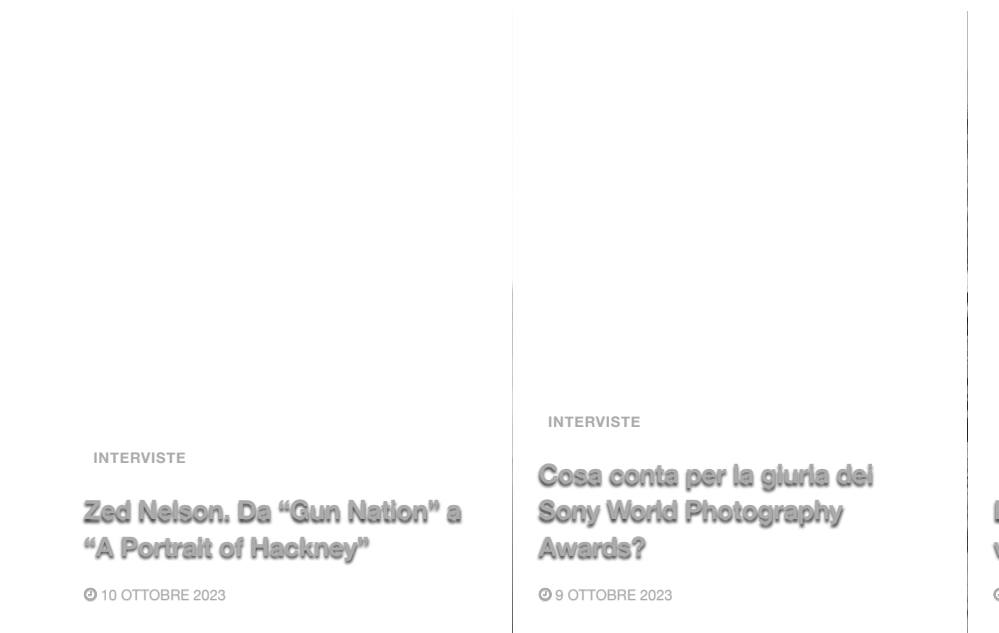 INTERVISTE
Zed Nelson. Da “Gun Nation” a
“A Portrait of Hackney”
10 OTTOBRE 2023
INTERVISTE
Cosa conta per la giuria dei
Sony World Photography
Awards?
9 OTTOBRE 2023